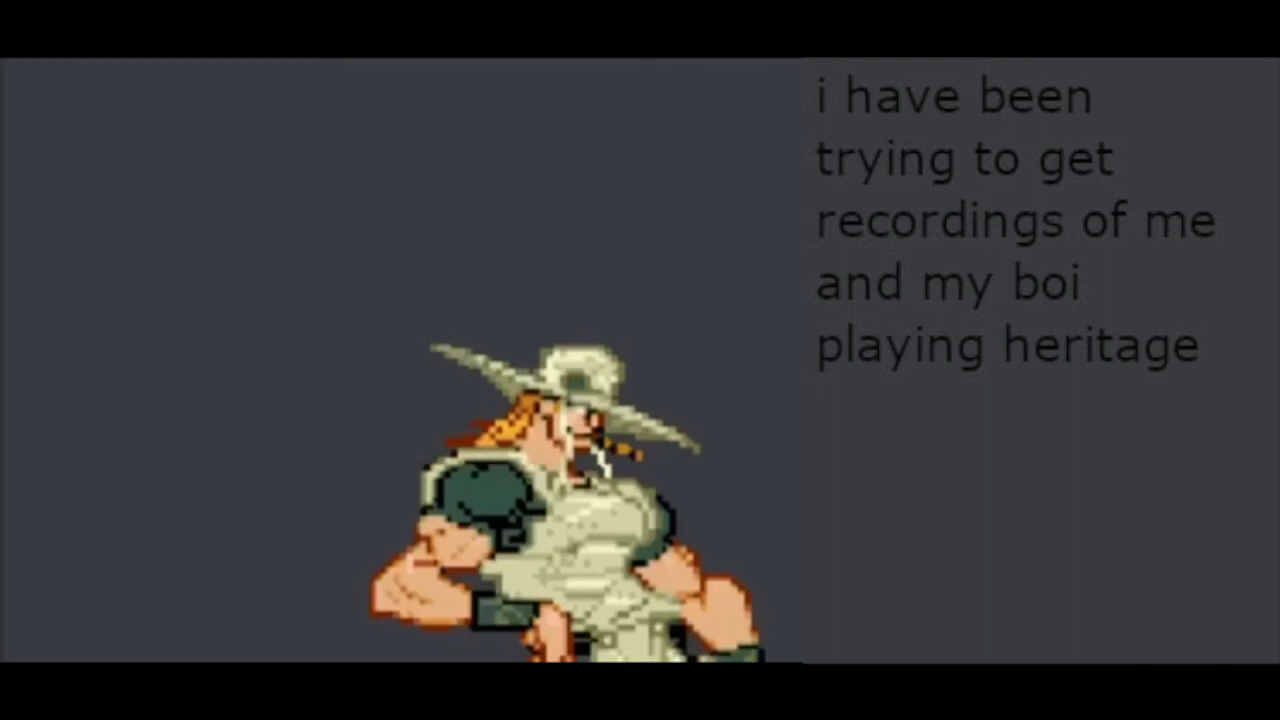 i have been
trying to get
recordings of me
and my boi
playing heritage